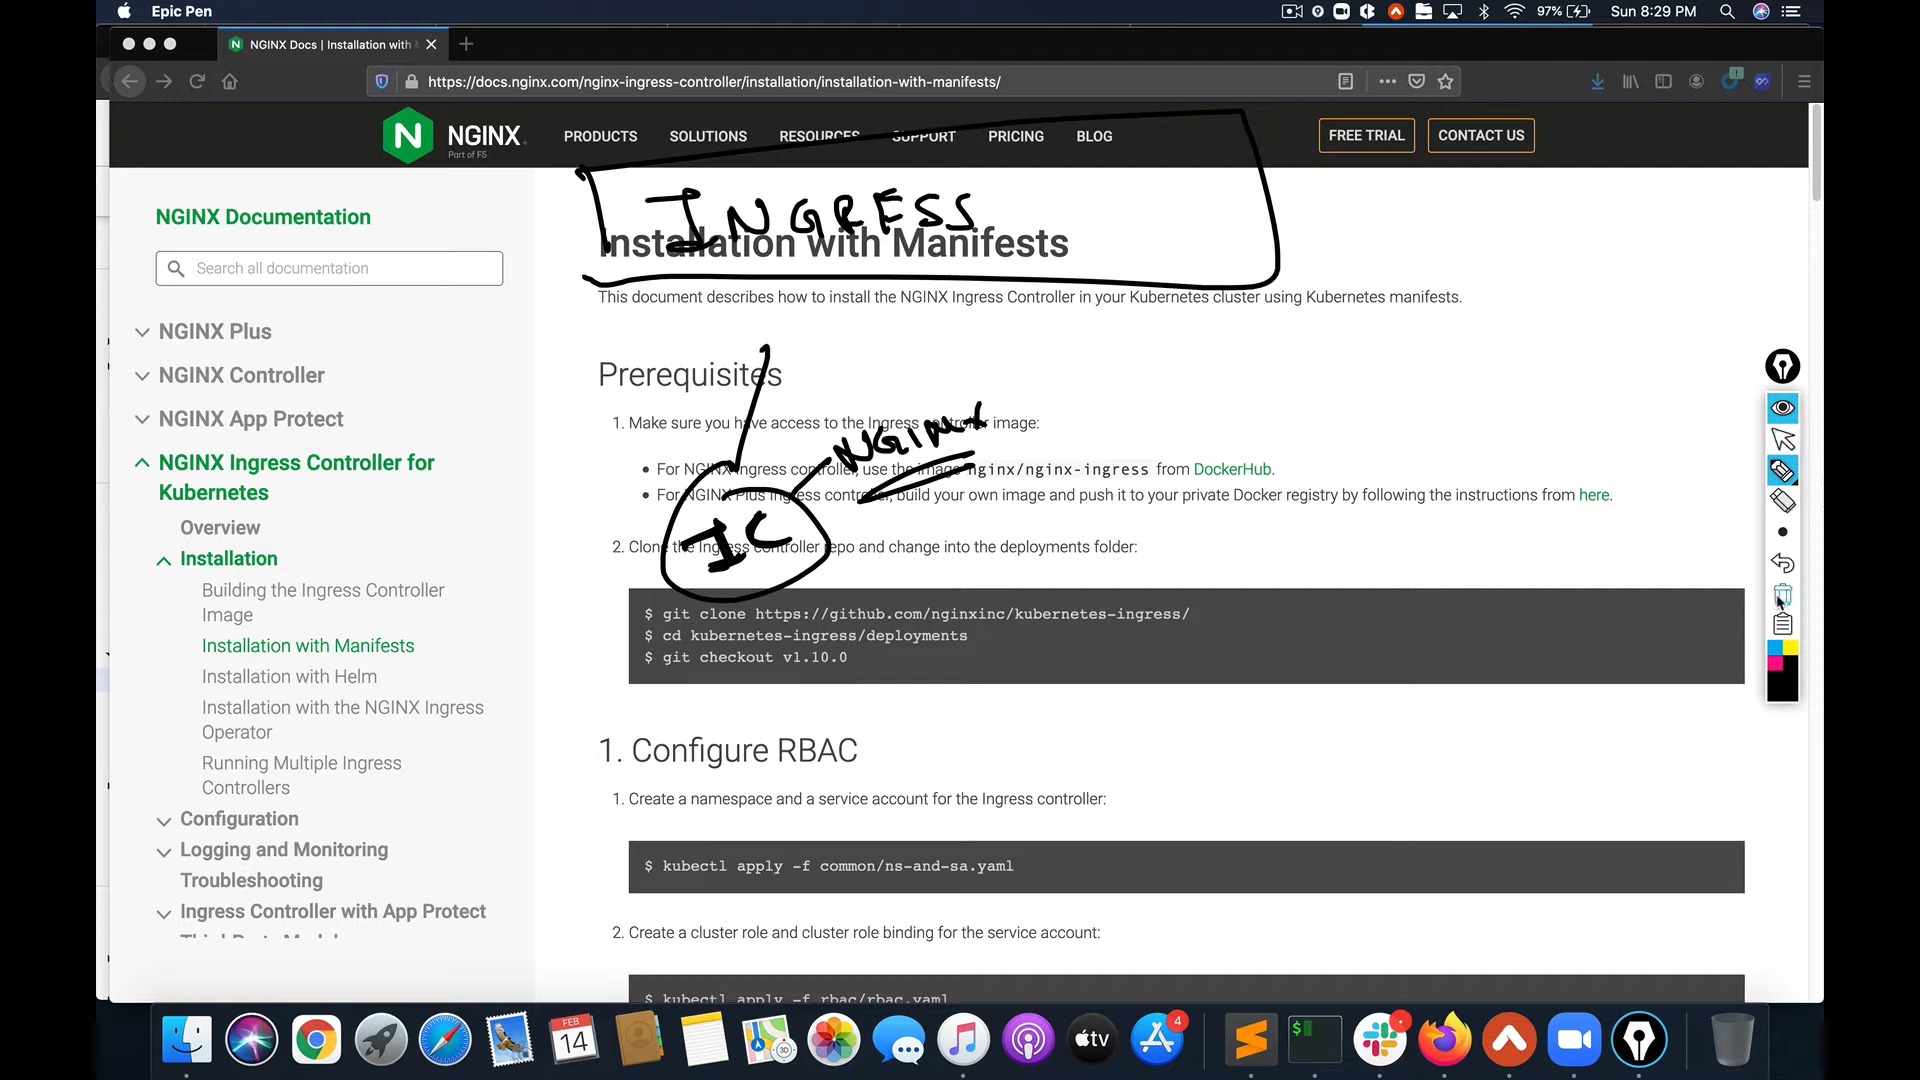 Epic Pen
97%
Sun 8:29 PM
NGINX Docs | Installation with
https://docs.nginx.com/nginx-ingress-controller/installation/installation-with-manifests/
NGINX
Part of F5
PRODUCTS
SOLUTIONS
RESOURCES
SUPPORT
PRICING
BLOG
FREE TRIAL
CONTACT US
NGINX Documentation
Search all documentation
NGINX Plus
NGINX Controller
NGINX App Protect
NGINX Ingress Controller for
Kubernetes
Overview
Installation
Building the Ingress Controller
Image
Installation with Manifests
Installation with Helm
Installation with the NGINX Ingress
Operator
Running Multiple Ingress
Controllers
Configuration
Logging and Monitoring
Troubleshooting
Ingress Controller with App Protect
INGRESS
Installation with Manifests
This document describes how to install the NGINX Ingress Controller in your Kubernetes cluster using Kubernetes manifests.
Prerequisites
1. Make sure you have access to the Ingress controller image:
NGINX
• For NGINX Ingress controller, use the image nginx/nginx-ingress from DockerHub.
• For NGINX Plus Ingress controller, build your own image and push it to your private Docker registry by following the instructions from here.
IC
2. Clone the Ingress controller repo and change into the deployments folder:
$ git clone https://github.com/nginxinc/kubernetes-ingress/
$ cd kubernetes-ingress/deployments
$ git checkout v1.10.0
1. Configure RBAC
1. Create a namespace and a service account for the Ingress controller:
$ kubectl apply -f common/ns-and-sa.yaml
2. Create a cluster role and cluster role binding for the service account:
$ kubectl apply -f rbac/rbac.yaml
FEB
14
3D
tv
4
$